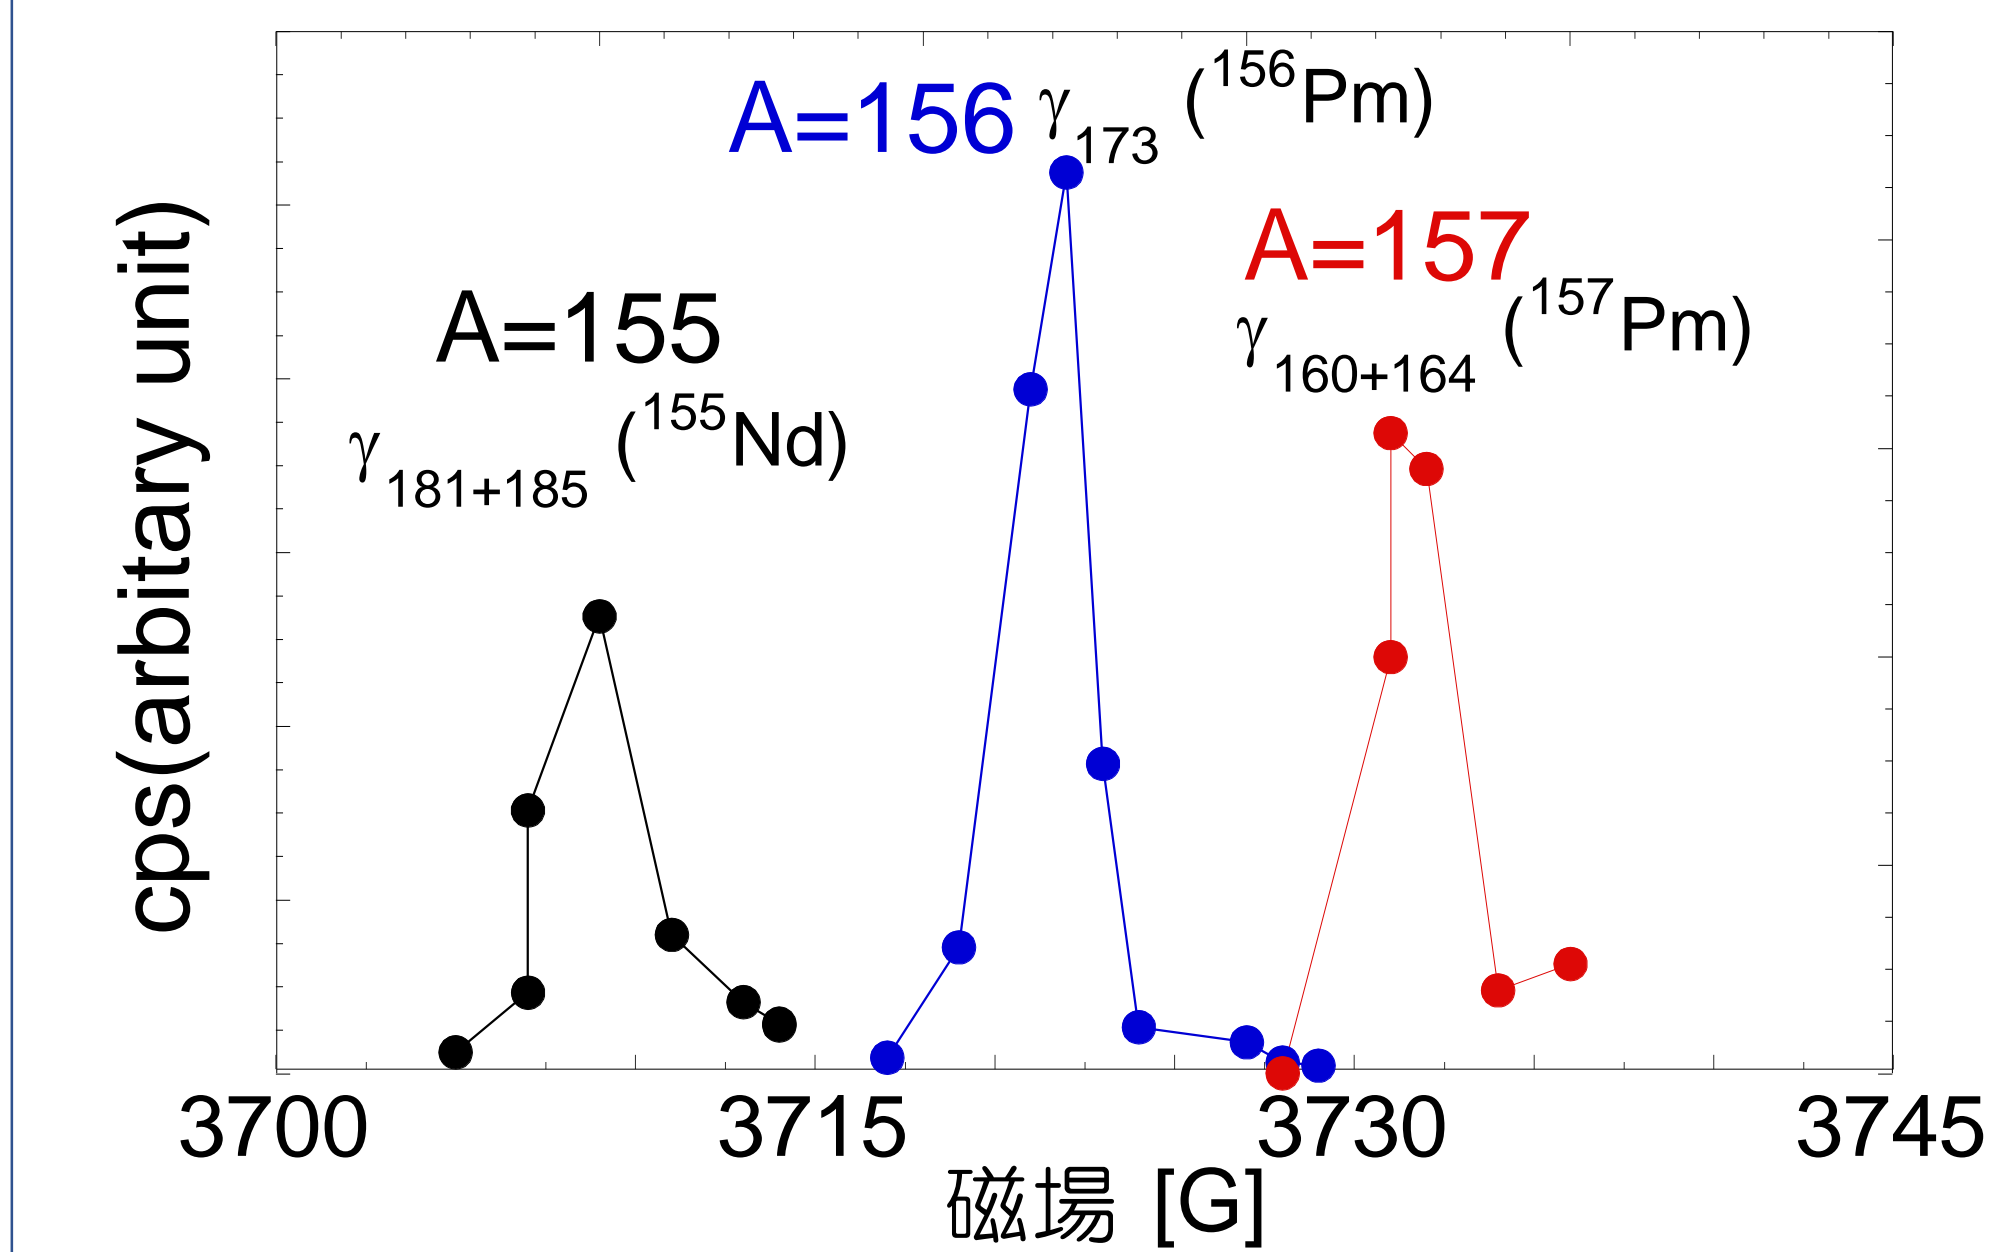 cps(arbitary unit)
A=156 γ173 (156Pm)
A=157
γ160+164 (157Pm)
A=155
γ181+185 (155Nd)
3700 3715 3730 3745
磁場 [G]